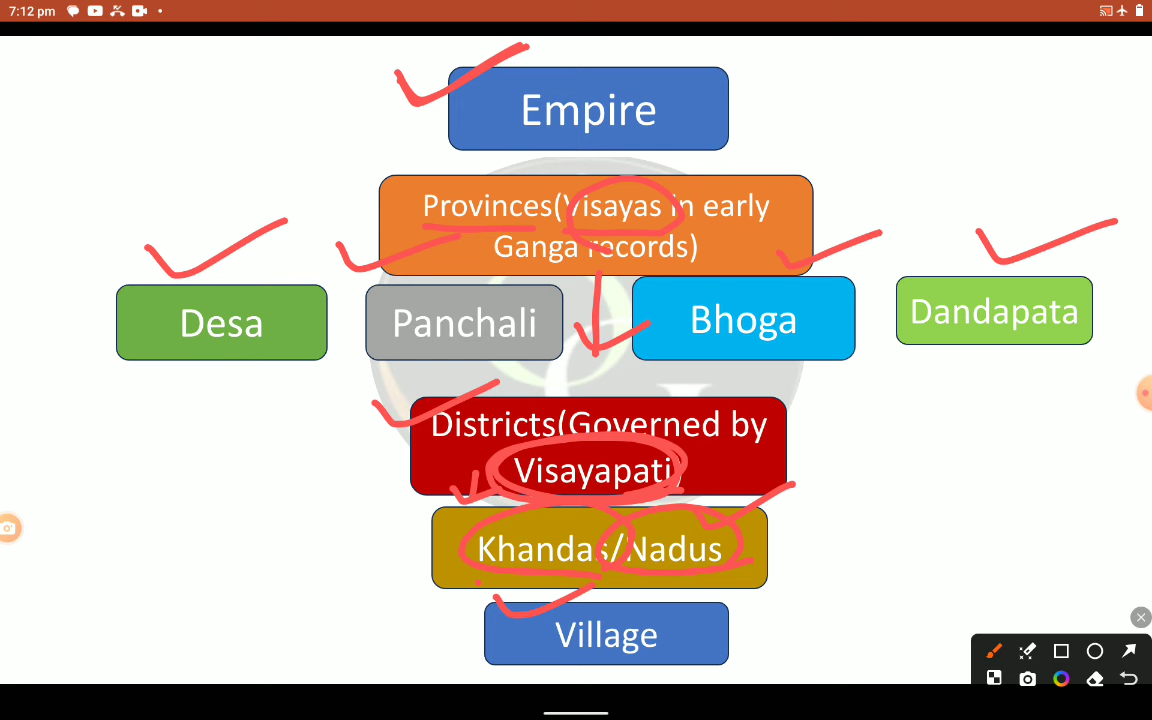 7:12 pm
Empire
Provinces(Visayas in early
Ganga records)
Desa
Panchali
Bhoga
Dandapata
Districts(Governed by
Visayapati)
Khandas/Nadus
Village